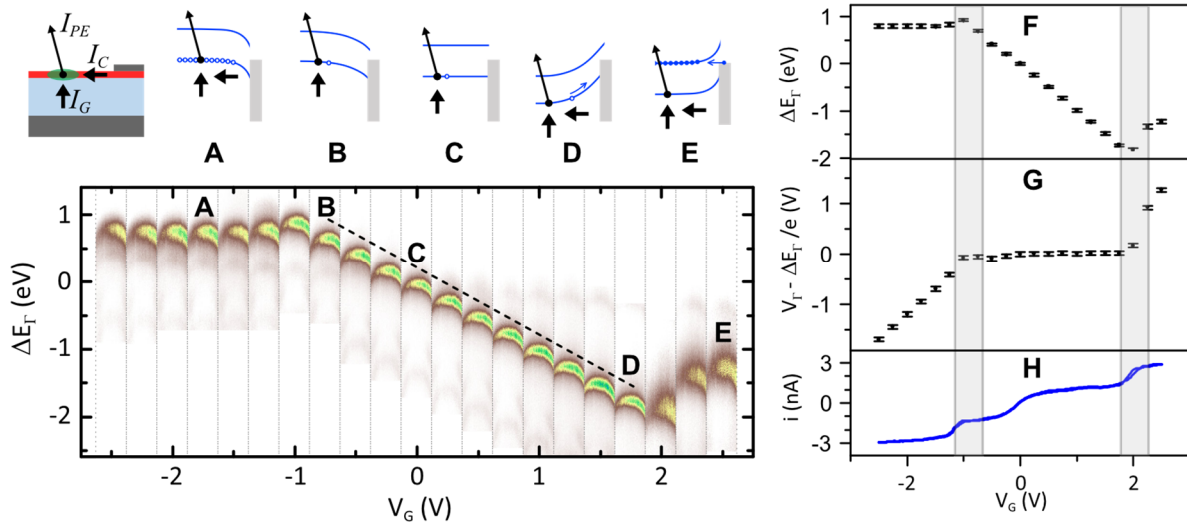 I_PE
I_C
I_G
A
B
C
D
E
A
B
C
D
E
ΔE_Γ (eV)
1
0
-1
-2
-2
-1
0
1
2
V_G (V)
F
ΔE_Γ (eV)
1
0
-1
-2
G
V_Γ - ΔE_Γ /e (V)
1
0
-1
H
i (nA)
3
0
-3
-2
0
2
V_G (V)